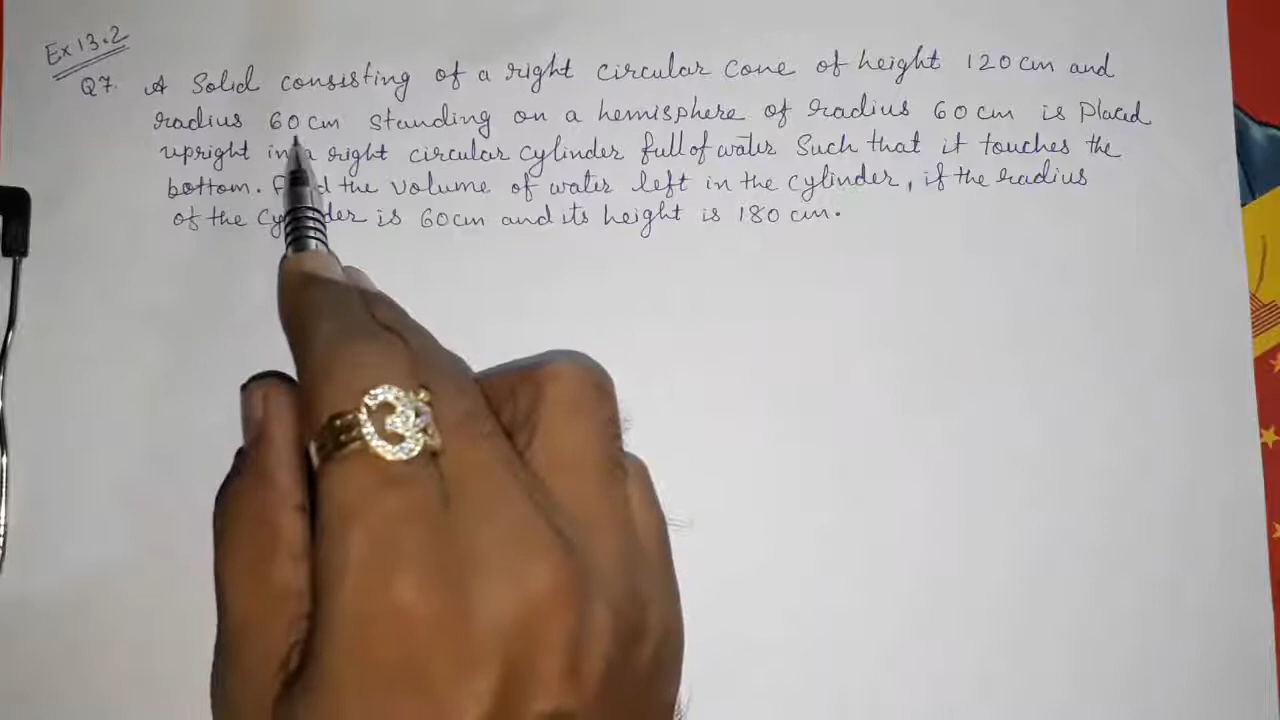 Ex 13.2
Q7. A Solid consisting of a right circular cone of height 120 cm and
radius 60 cm standing on a hemisphere of radius 60 cm is Placed
upright in a right circular cylinder full of water Such that it touches the
bottom. the volume of water left in the cylinder, if the radius
of the is 60cm and its height is 180 cm.